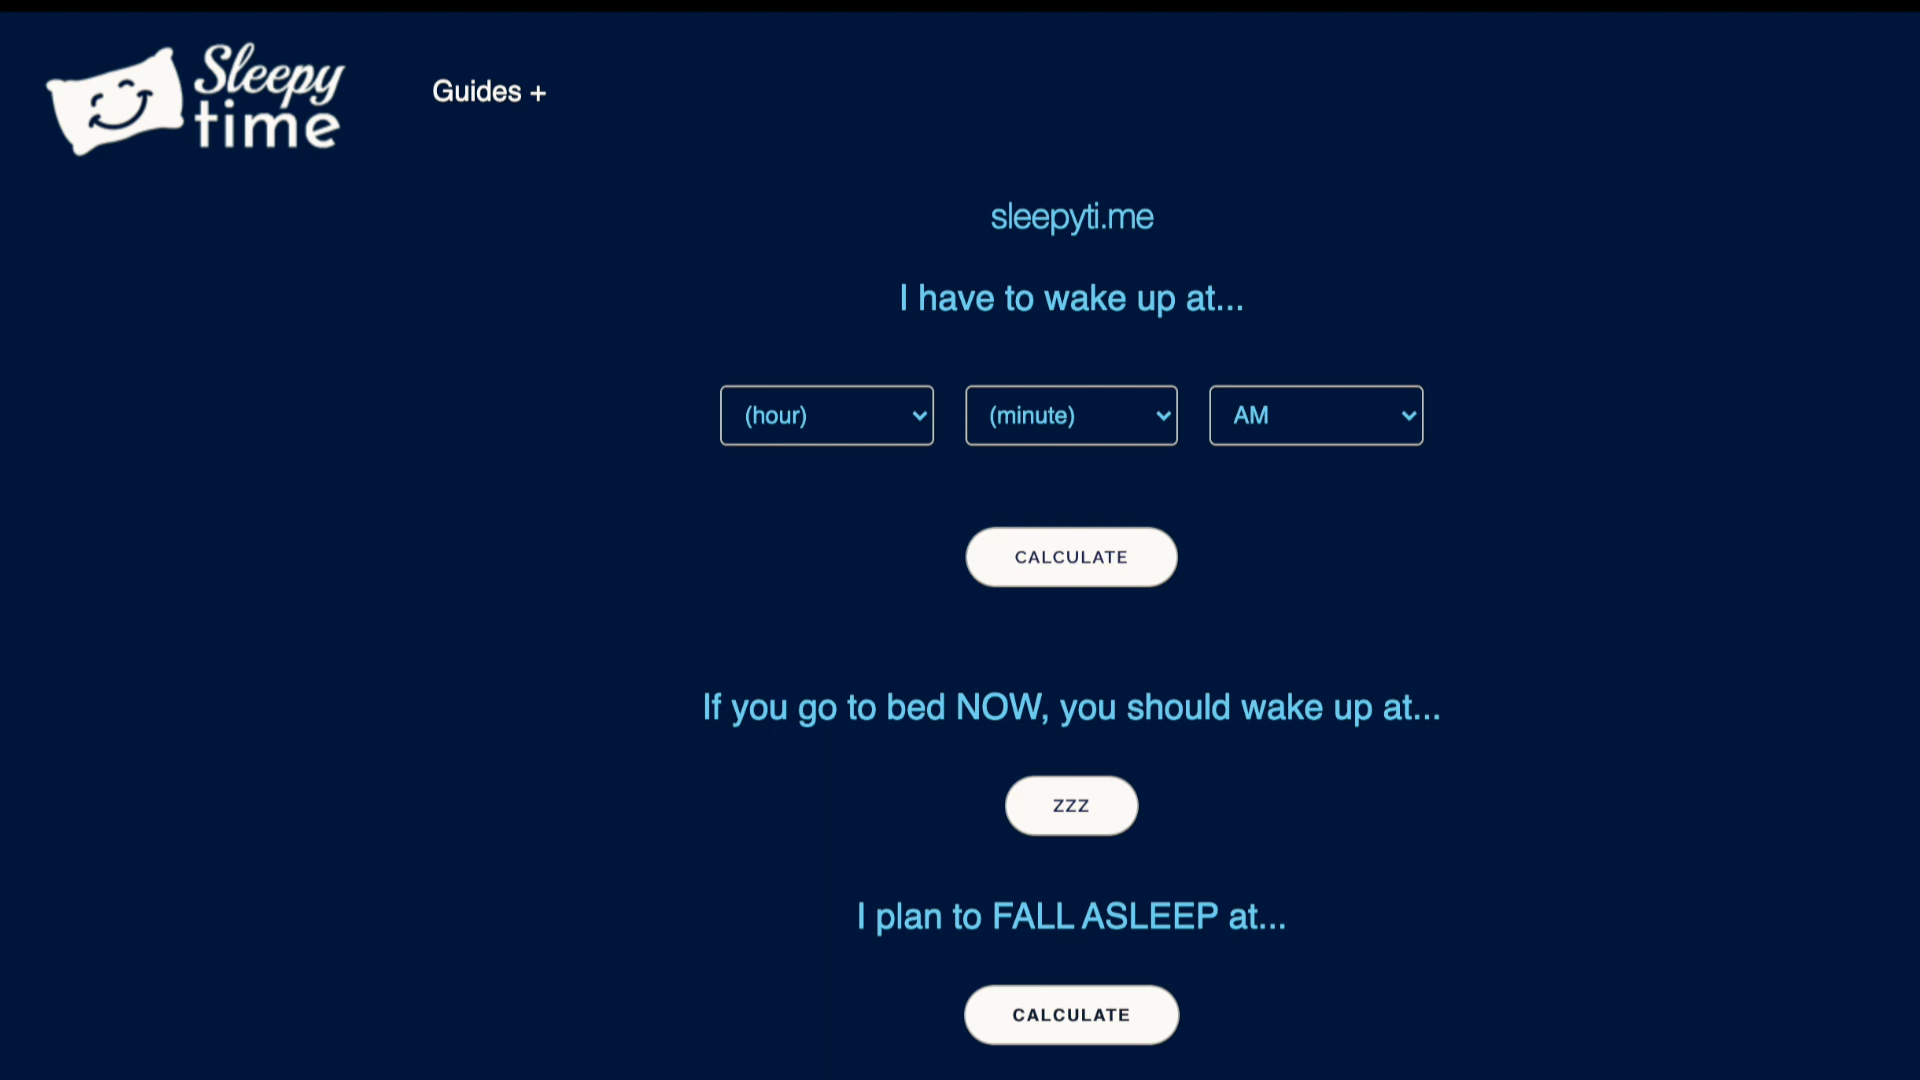 Sleepy
time
Guides +
sleepyti.me
I have to wake up at...
(hour)
(minute)
AM
CALCULATE
If you go to bed NOW, you should wake up at...
ZZZ
I plan to FALL ASLEEP at...
CALCULATE